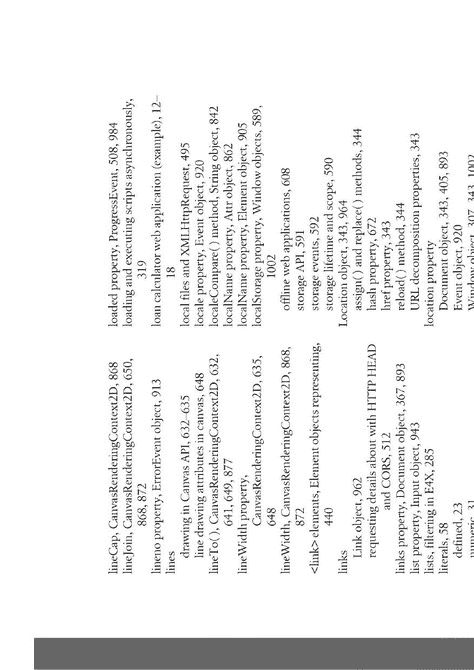 lineCap, CanvasRenderingContext2D, 868
lineJoin, CanvasRenderingContext2D, 650,
868, 872
lineno property, ErrorEvent object, 913
lines
drawing in Canvas API, 632–635
line drawing attributes in canvas, 648
lineTo( ), CanvasRenderingContext2D, 632,
641, 649, 877
lineWidth property,
CanvasRenderingContext2D, 635,
648
lineWidth, CanvasRenderingContext2D, 868,
872
<link> elements, Element objects representing,
440
links
Link object, 962
requesting details about with HTTP HEAD
and CORS, 512
links property, Document object, 367, 893
list property, Input object, 943
lists, filtering in E4X, 285
literals, 58
defined, 23
numeric, 31
loaded property, ProgressEvent, 508, 984
loading and executing scripts asynchronously,
319
loan calculator web application (example), 12–
18
local files and XMLHttpRequest, 495
locale property, Event object, 920
localeCompare( ) method, String object, 842
localName property, Attr object, 862
localName property, Element object, 905
localStorage property, Window objects, 589,
1002
offline web applications, 608
storage API, 591
storage events, 592
storage lifetime and scope, 590
Location object, 343, 964
assign( ) and replace( ) methods, 344
hash property, 672
href property, 343
reload( ) method, 344
URL decomposition properties, 343
location property
Document object, 343, 405, 893
Event object, 920
Window object, 307, 343, 1002